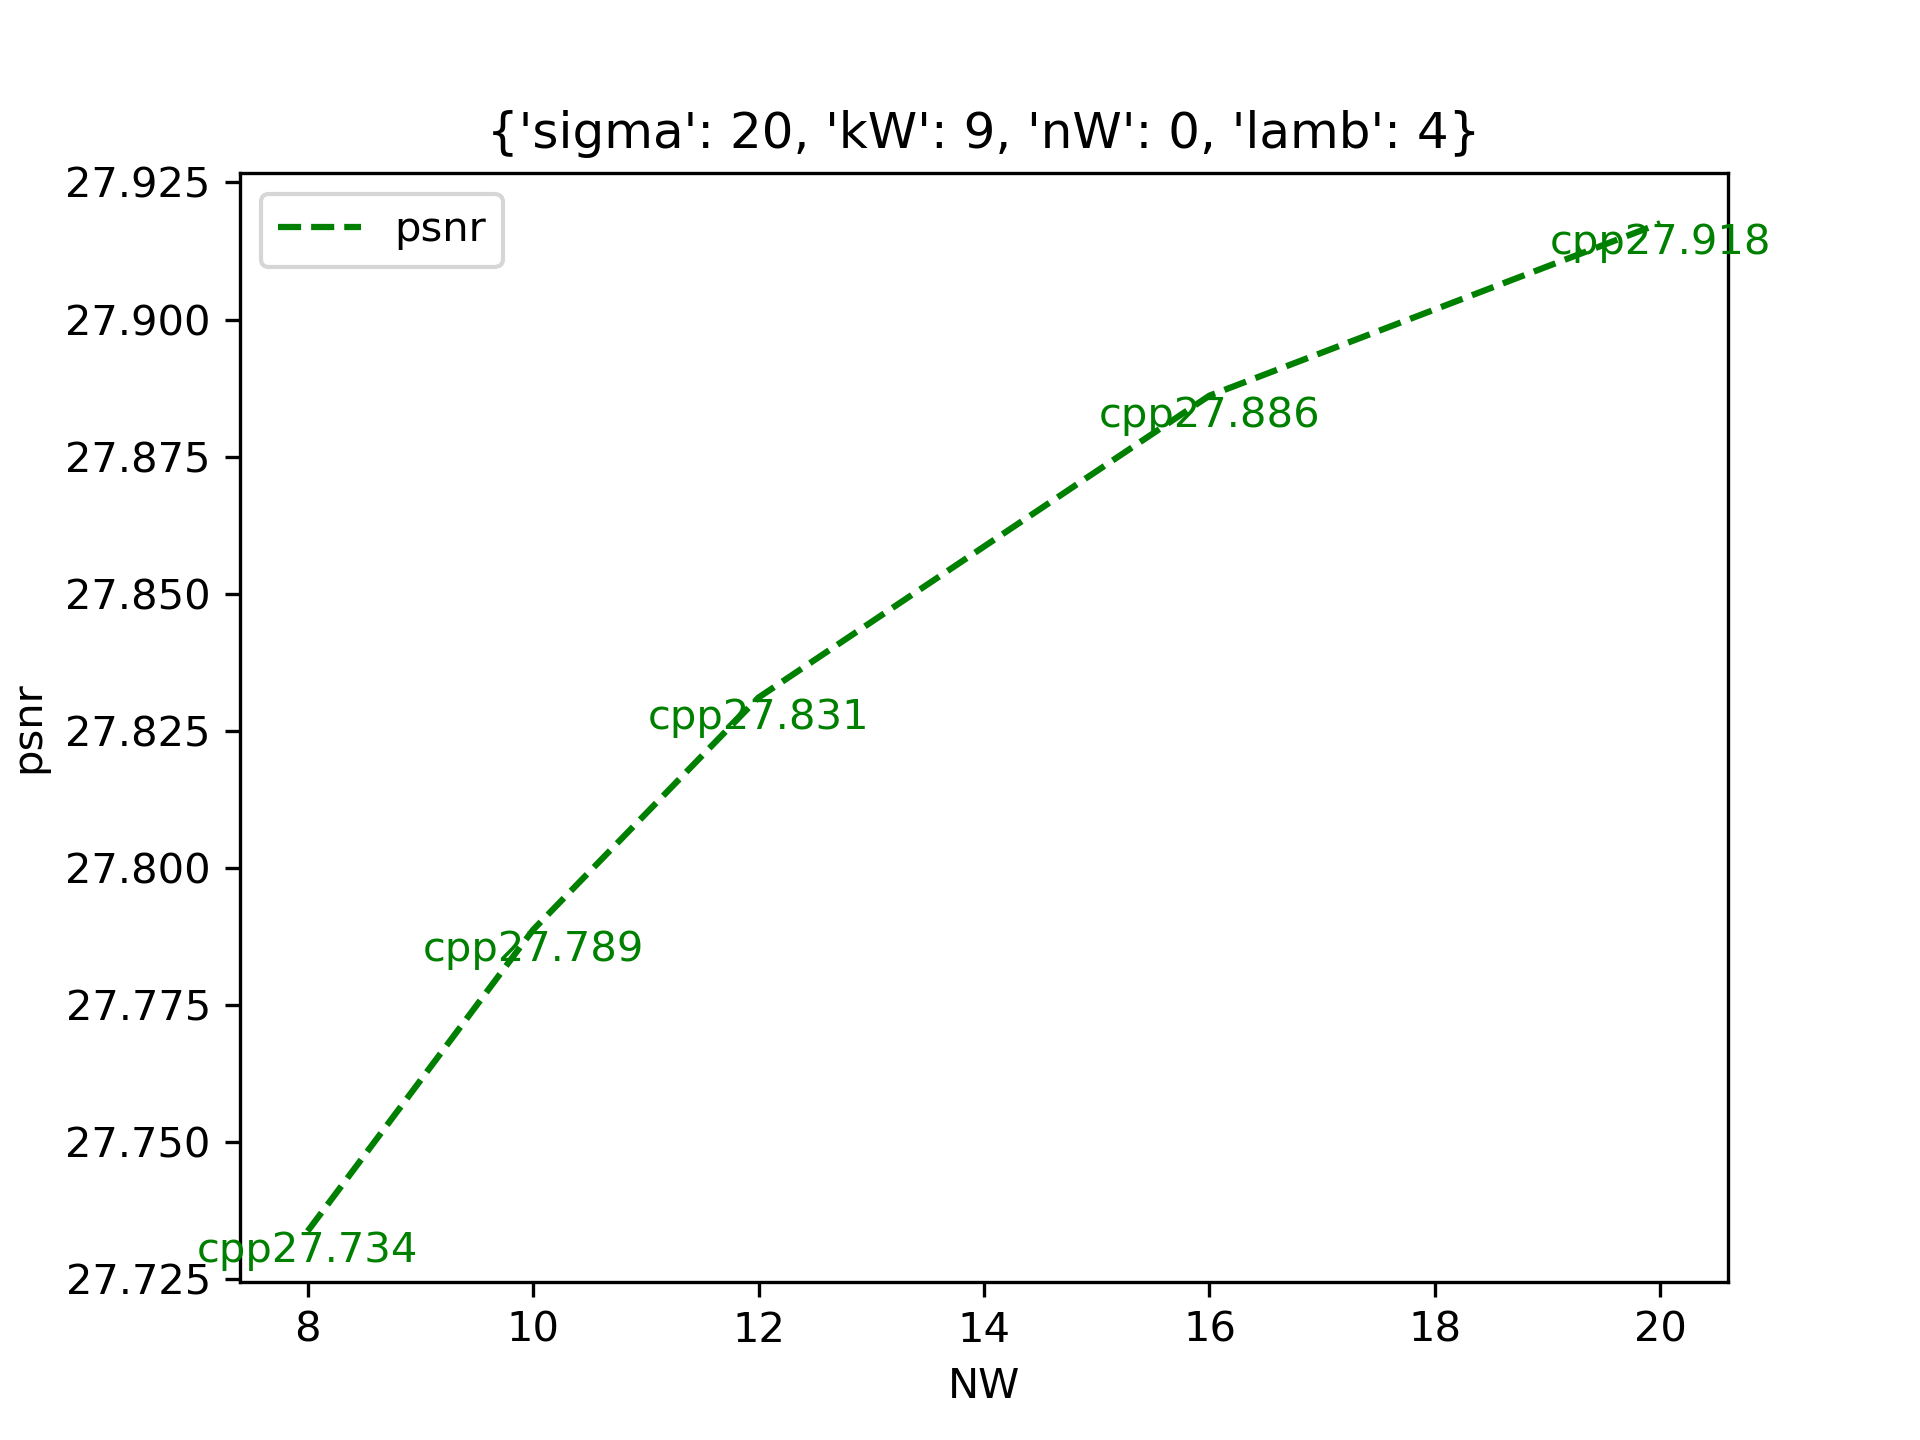 {'sigma': 20, 'kW': 9, 'nW': 0, 'lamb': 4}
27.925
psnr
cpp27.918
27.900
cpp27.886
27.875
27.850
cpp27.831
27.825
psnr
27.800
cpp27.789
27.775
27.750
cpp27.734
27.725
8 10 12 14 16 18 20
NW